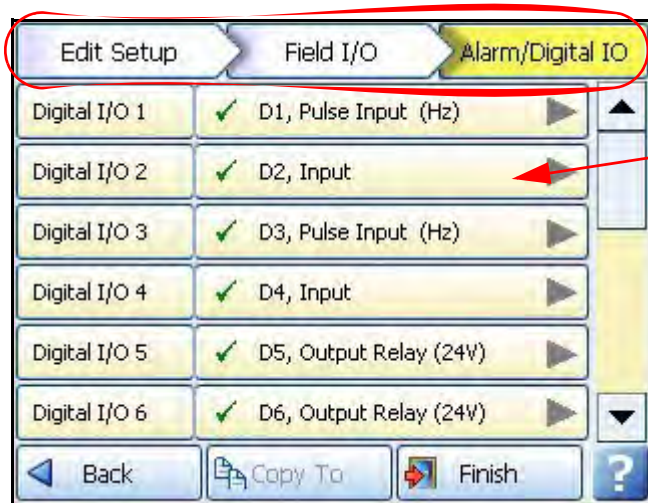 Edit Setup Field I/O Alarm/Digital IO
Digital I/O 1 D1, Pulse Input (Hz)
Digital I/O 2 D2, Input
Digital I/O 3 D3, Pulse Input (Hz)
Digital I/O 4 D4, Input
Digital I/O 5 D5, Output Relay (24V)
Digital I/O 6 D6, Output Relay (24V)
Back Copy To Finish ?